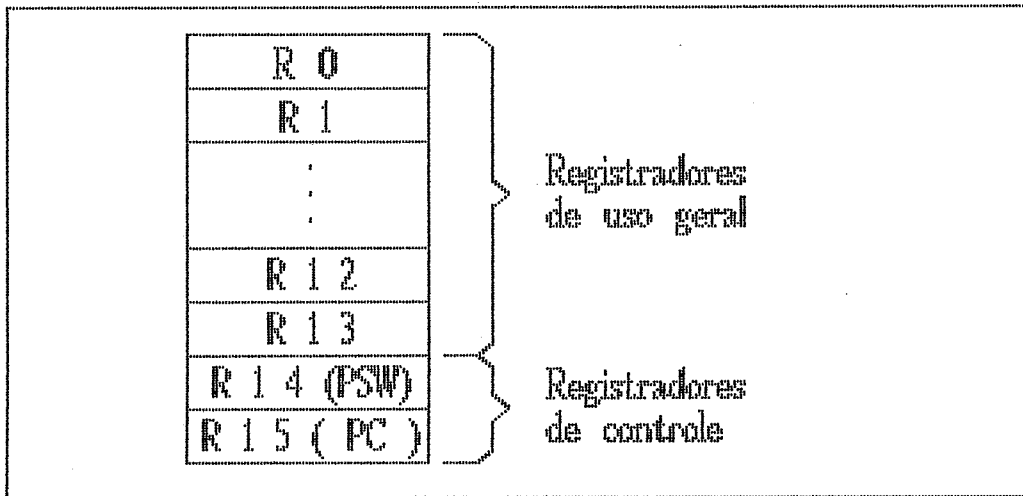 R 0
R 1
.
.
.
R 12
R 13
R 14 (PSW)
R 15 ( PC )
Registradores
de uso geral
Registradores
de controle